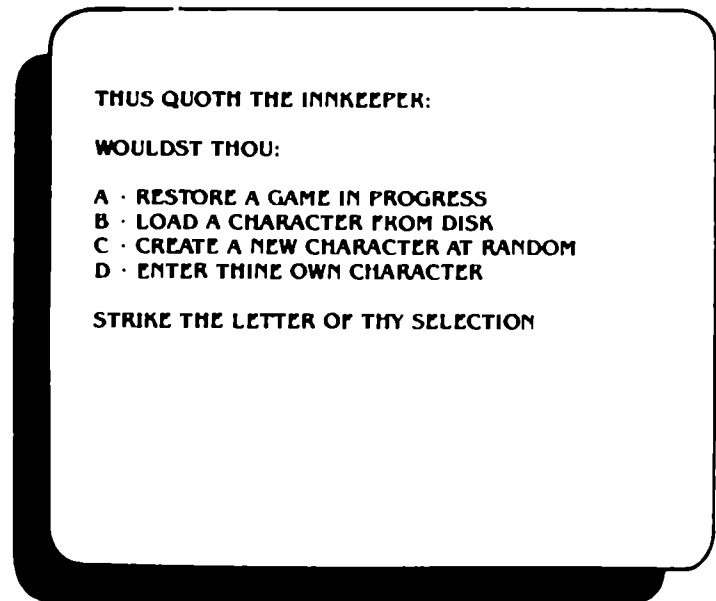 THUS QUOTH THE INNKEEPER:
WOULDST THOU:
A · RESTORE A GAME IN PROGRESS
B · LOAD A CHARACTER FROM DISK
C · CREATE A NEW CHARACTER AT RANDOM
D · ENTER THINE OWN CHARACTER
STRIKE THE LETTER OF THY SELECTION